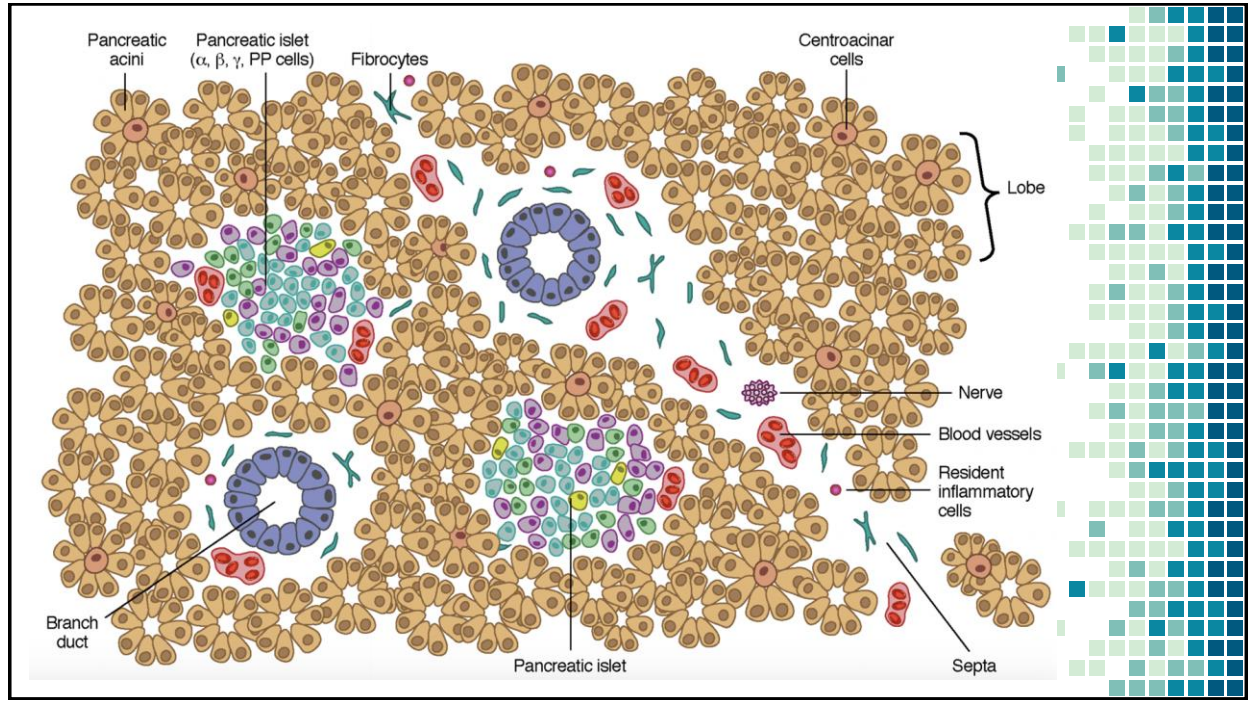 Pancreatic
acini
Pancreatic islet
(α, β, γ, PP cells)
Fibrocytes
Centroacinar
cells
Lobe
Nerve
Blood vessels
Resident
inflammatory
cells
Branch
duct
Pancreatic islet
Septa